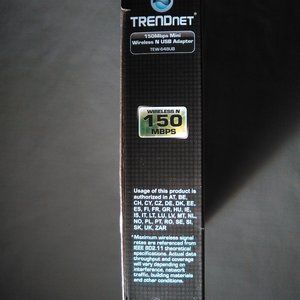 TRENDNET
150Mbps Mini
Wireless N USB Adapter
TEW-648UB
WIRELESS N
150
MBPS
Usage of this product is
authorized in AT, BE,
CH, CY, CZ, DE, DK, EE,
ES, FI, FR, GR, HU, IE,
IS, IT, LT, LU, LV, MT, NL,
NO, PL, PT, RO, SE, SI,
SK, UK, ZAR
*Maximum wireless signal
rates are referenced from
IEEE 802.11 theoretical
specifications. Actual data
throughput and coverage
will vary depending on
interference, network
traffic, building materials
and other conditions.